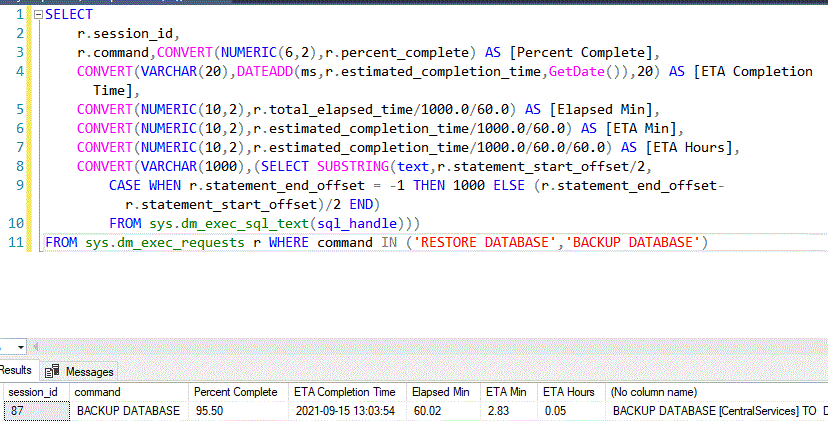 1 SELECT
2 r.session_id,
3 r.command,CONVERT(NUMERIC(6,2),r.percent_complete) AS [Percent Complete],
4 CONVERT(VARCHAR(20),DATEADD(ms,r.estimated_completion_time,GetDate()),20) AS [ETA Completion
Time],
5 CONVERT(NUMERIC(10,2),r.total_elapsed_time/1000.0/60.0) AS [Elapsed Min],
6 CONVERT(NUMERIC(10,2),r.estimated_completion_time/1000.0/60.0) AS [ETA Min],
7 CONVERT(NUMERIC(10,2),r.estimated_completion_time/1000.0/60.0/60.0) AS [ETA Hours],
8 CONVERT(VARCHAR(1000),(SELECT SUBSTRING(text,r.statement_start_offset/2,
9 CASE WHEN r.statement_end_offset = -1 THEN 1000 ELSE (r.statement_end_offset-
r.statement_start_offset)/2 END)
10 FROM sys.dm_exec_sql_text(sql_handle)))
11 FROM sys.dm_exec_requests r WHERE command IN ('RESTORE DATABASE','BACKUP DATABASE')
Results Messages
session_id command Percent Complete ETA Completion Time Elapsed Min ETA Min ETA Hours (No column name)
87 BACKUP DATABASE 95.50 2021-09-15 13:03:54 60.02 2.83 0.05 BACKUP DATABASE [CentralServices] TO D